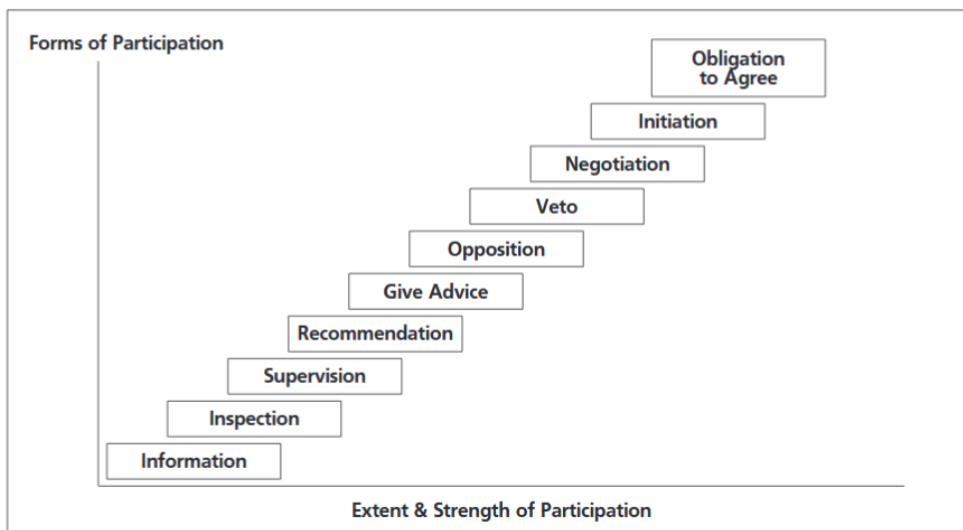 Forms of Participation
Obligation
to Agree
Initiation
Negotiation
Veto
Opposition
Give Advice
Recommendation
Supervision
Inspection
Information
Extent & Strength of Participation